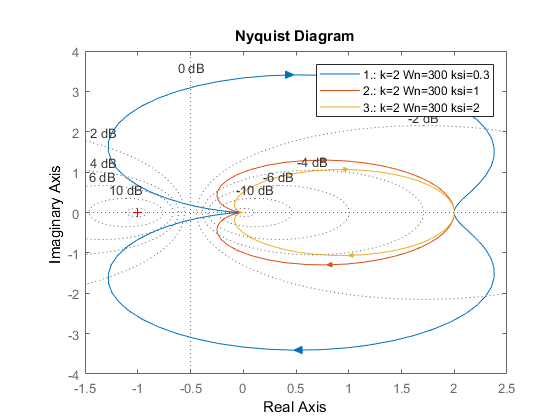 Nyquist Diagram
4
3
2
1
0
-1
-2
-3
-4
0 dB
2 dB
4 dB
6 dB
10 dB
-10 dB
-6 dB
-4 dB
-2 dB
1.: k=2 Wn=300 ksi=0.3
2.: k=2 Wn=300 ksi=1
3.: k=2 Wn=300 ksi=2
Imaginary Axis
-1.5 -1 -0.5 0 0.5 1 1.5 2 2.5
Real Axis